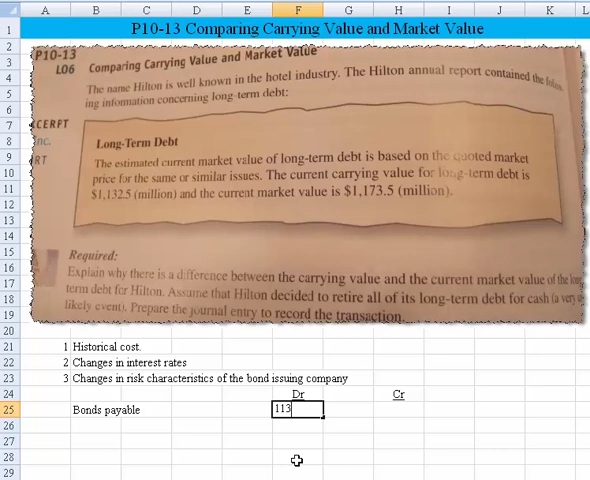 A B C D E F G H I J K L
1 P10-13 Comparing Carrying Value and Market Value
2
3 P10-13
LO6 Comparing Carrying Value and Market Value
4 The name Hilton is well known in the hotel industry. The Hilton annual report contained the
5 ing information concerning long-term debt:
6
7 CERPT
8 nc. Long-Term Debt
9 RT The estimated current market value of long-term debt is based on the quoted market
10 price for the same or similar issues. The current carrying value for long-term debt is
11 $1,132.5 (million) and the current market value is $1,173.5 (million).
12
13
14
15 Required:
16 Explain why there is a difference between the carrying value and the current market value of the long
17 term debt for Hilton. Assume that Hilton decided to retire all of its long-term debt for cash (a very
18 likely event). Prepare the journal entry to record the transaction.
19
20
21 1 Historical cost.
22 2 Changes in interest rates
23 3 Changes in risk characteristics of the bond issuing company
24 Dr Cr
25 Bonds payable 113
26
27
28
29